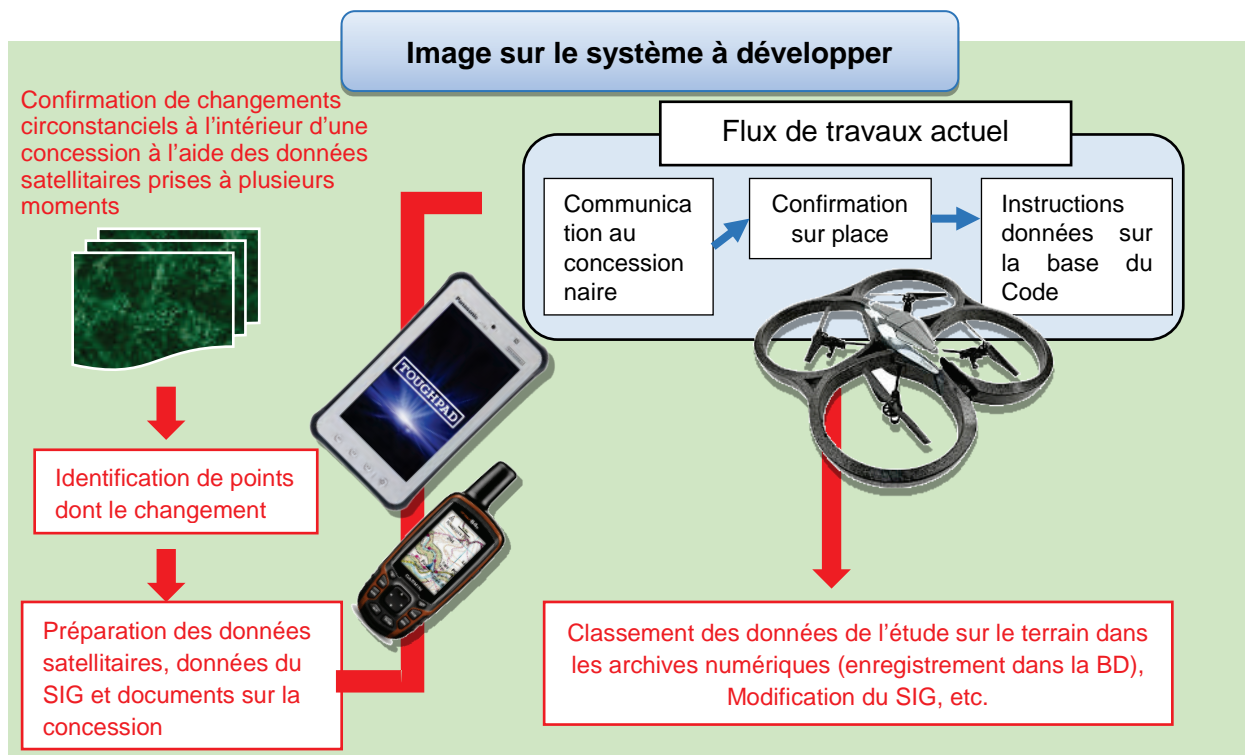 Image sur le système à développer
Confirmation de changements
circonstanciels à l'intérieur d'une
concession à l'aide des données
satellitaires prises à plusieurs
moments
Flux de travaux actuel
Communica
tion au
concession
naire
Confirmation
sur place
Instructions
données sur
la base du
Code
Panasonic
TOUGHPAD
Identification de points
dont le changement
Préparation des données
satellitaires, données du
SIG et documents sur la
concession
GARMIN
Classement des données de l'étude sur le terrain dans
les archives numériques (enregistrement dans la BD),
Modification du SIG, etc.